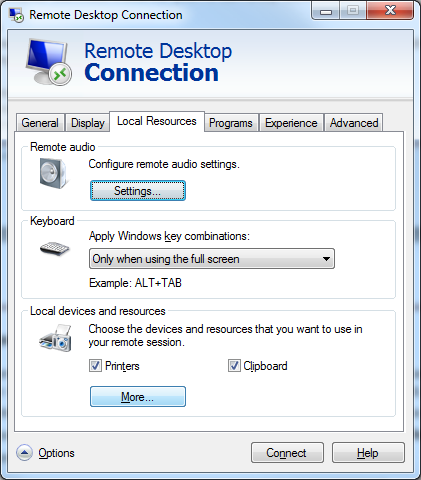 Remote Desktop Connection
Remote Desktop
Connection
General Display Local Resources Programs Experience Advanced
Remote audio
Configure remote audio settings.
Settings...
Keyboard
Apply Windows key combinations:
Only when using the full screen
Example: ALT+TAB
Local devices and resources
Choose the devices and resources that you want to use in
your remote session.
Printers Clipboard
More...
Options Connect Help